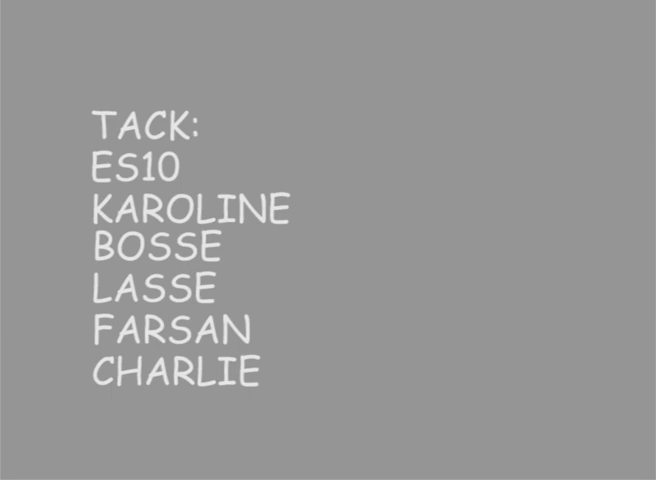 TACK:
ES10
KAROLINE
BOSSE
LASSE
FARSAN
CHARLIE